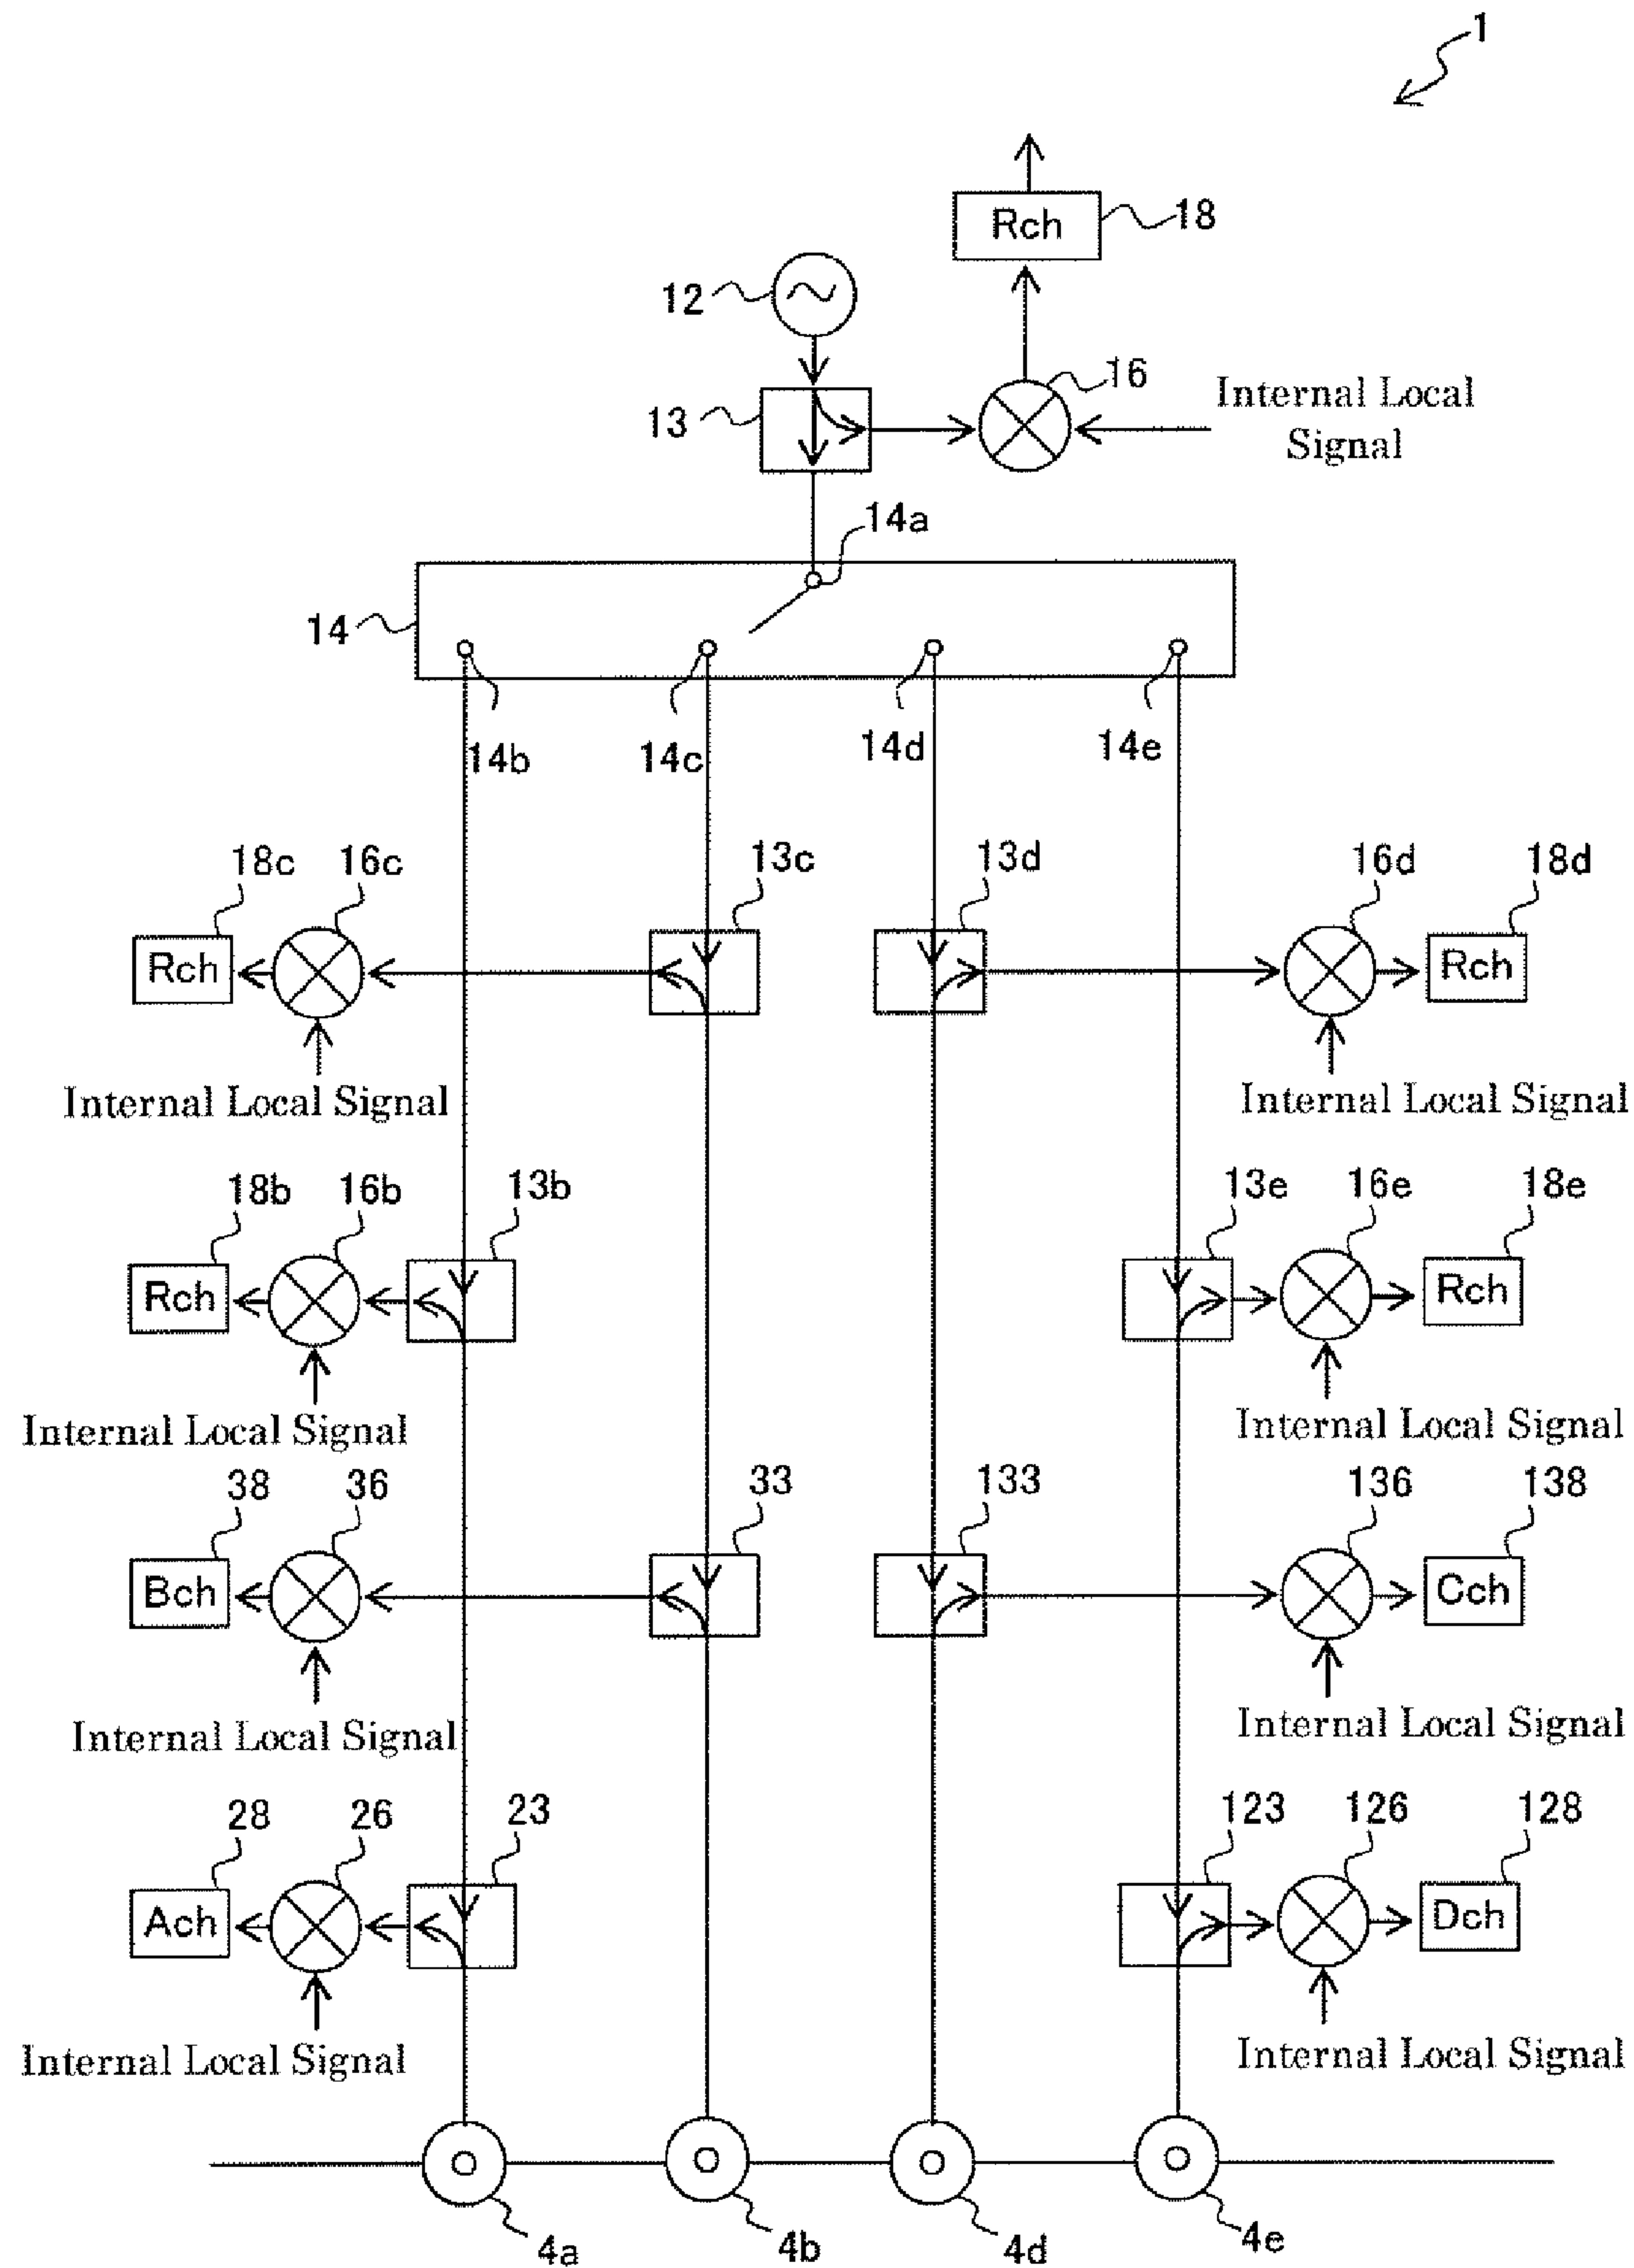 1
Rch
18
12
16
13
Internal Local
Signal
14a
14
14b
14c
14d
14e
18c
16c
13c
13d
16d
18d
Rch
Rch
Internal Local Signal
Internal Local Signal
18b
16b
13b
13e
16e
18e
Rch
Rch
Internal Local Signal
Internal Local Signal
38
36
33
133
136
138
Bch
Cch
Internal Local Signal
Internal Local Signal
28
26
23
123
126
128
Ach
Dch
Internal Local Signal
Internal Local Signal
4a
4b
4d
4e